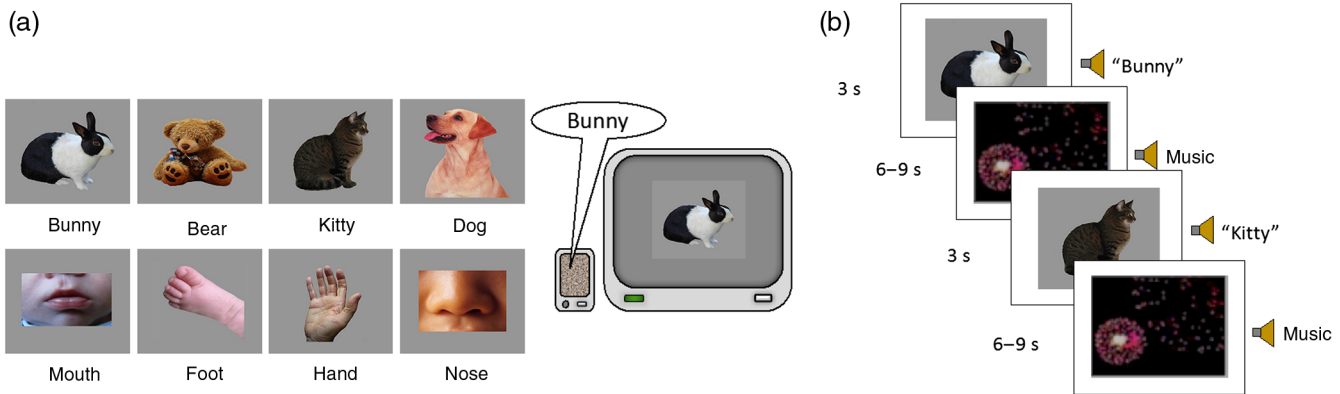 (a)
Bunny
Bear
Kitty
Dog
Mouth
Foot
Hand
Nose
Bunny
(b)
3 s
“Bunny”
6–9 s
Music
3 s
“Kitty”
6–9 s
Music